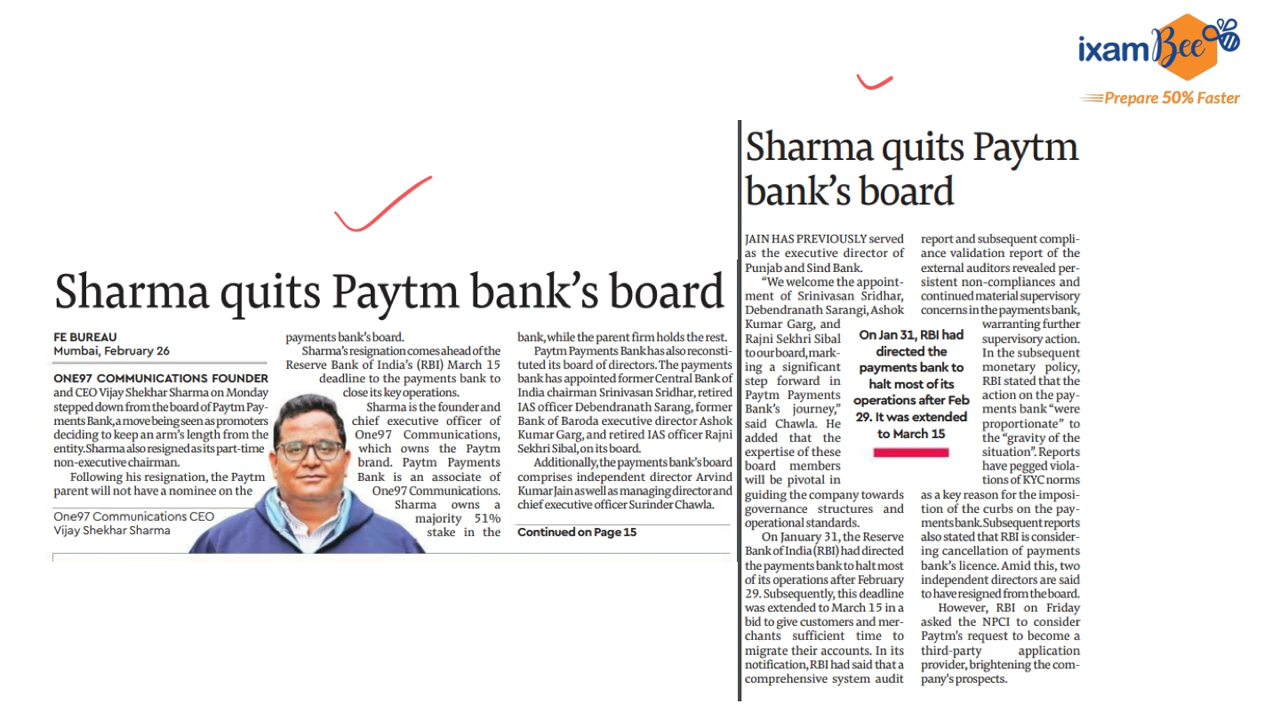 ixamBee
Prepare 50% Faster
Sharma quits Paytm bank's board
FE BUREAU
Mumbai, February 26
ONE97 COMMUNICATIONS FOUNDER
and CEO Vijay Shekhar Sharma on Monday
stepped down from the board of Paytm Pay-
ments Bank, a move being seen as promoters
deciding to keep an arm's length from the
entity. Sharma also resigned as its part-time
non-executive chairman.
Following his resignation, the Paytm
parent will not have a nominee on the
One97 Communications CEO
Vijay Shekhar Sharma
payments bank's board.
Sharma's resignation comes ahead of the
Reserve Bank of India's (RBI) March 15
deadline to the payments bank to
close its key operations.
Sharma is the founder and
chief executive officer of
One97 Communications,
which owns the Paytm
brand. Paytm Payments
Bank is an associate of
One97 Communications.
Sharma owns a
majority 51%
stake in the
bank, while the parent firm holds the rest.
Paytm Payments Bank has also reconsti-
tuted its board of directors. The payments
bank has appointed former Central Bank of
India chairman Srinivasan Sridhar, retired
IAS officer Debendranath Sarang, former
Bank of Baroda executive director Ashok
Kumar Garg, and retired IAS officer Rajni
Sekhri Sibal, on its board.
Additionally, the payments bank's board
comprises independent director Arvind
Kumar Jain as well as managing director and
chief executive officer Surinder Chawla.
Continued on Page 15
Sharma quits Paytm
bank's board
JAIN HAS PREVIOUSLY served
as the executive director of
Punjab and Sind Bank.
"We welcome the appoint-
ment of Srinivasan Sridhar,
Debendranath Sarangi, Ashok
Kumar Garg, and
Rajni Sekhri Sibal
to our board, mark-
ing a significant
step forward in
Paytm Payments
Bank's journey,"
said Chawla. He
added that the
expertise of these
board members
will be pivotal in
guiding the company towards
governance structures and
operational standards.
On January 31, the Reserve
Bank of India (RBI) had directed
the payments bank to halt most
of its operations after February
29. Subsequently, this deadline
was extended to March 15 in a
bid to give customers and mer-
chants sufficient time to
migrate their accounts. In its
notification, RBI had said that a
comprehensive system audit
On Jan 31, RBI had
directed the
payments bank to
halt most of its
operations after Feb
29. It was extended
to March 15
report and subsequent compli-
ance validation report of the
external auditors revealed per-
sistent non-compliances and
continued material supervisory
concerns in the payments bank,
warranting further
supervisory action.
In the subsequent
monetary policy,
RBI stated that the
action on the pay-
ments bank "were
proportionate" to
the "gravity of the
situation". Reports
have pegged viola-
tions of KYC norms
as a key reason for the imposi-
tion of the curbs on the pay-
ments bank. Subsequent reports
also stated that RBI is consider-
ing cancellation of payments
bank's licence. Amid this, two
independent directors are said
to have resigned from the board.
However, RBI on Friday
asked the NPCI to consider
Paytm's request to become a
third-party application
provider, brightening the com-
pany's prospects.